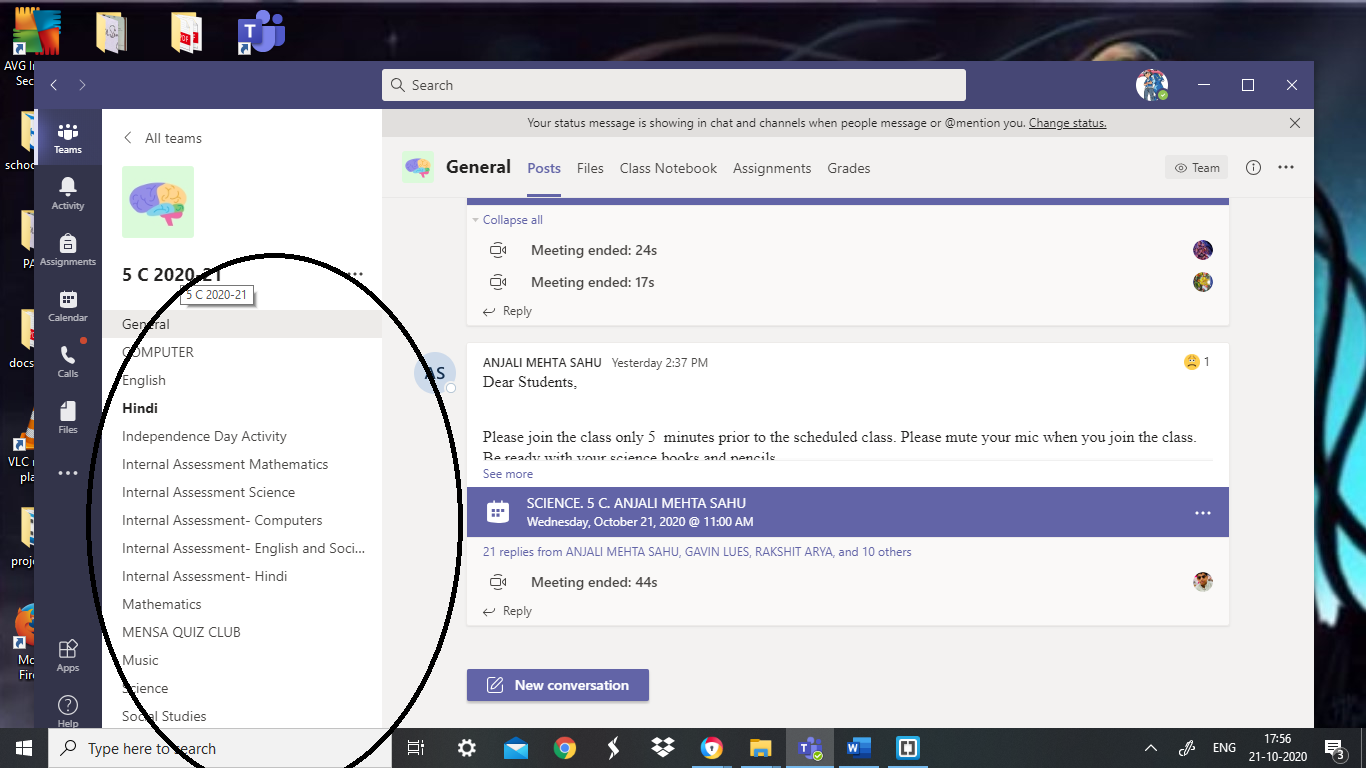 AVG In
Sec
schoo
PA
docs
VLC m
pla
proje
Mo
Fire
Search
Teams
Activity
Assignments
Calendar
Calls
Files
Apps
Help
All teams
5 C 2020-21
5 C 2020-21
General
COMPUTER
English
Hindi
Independence Day Activity
Internal Assessment Mathematics
Internal Assessment Science
Internal Assessment- Computers
Internal Assessment- English and Soci...
Internal Assessment- Hindi
Mathematics
MENSA QUIZ CLUB
Music
Science
Social Studies
Your status message is showing in chat and channels when people message or @mention you. Change status.
General Posts Files Class Notebook Assignments Grades Team
Collapse all
Meeting ended: 24s
Meeting ended: 17s
Reply
AS
ANJALI MEHTA SAHU Yesterday 2:37 PM 1
Dear Students,
Please join the class only 5 minutes prior to the scheduled class. Please mute your mic when you join the class.
Be ready with your science books and pencils
See more
SCIENCE. 5 C. ANJALI MEHTA SAHU
Wednesday, October 21, 2020 @ 11:00 AM
21 replies from ANJALI MEHTA SAHU, GAVIN LUES, RAKSHIT ARYA, and 10 others
Meeting ended: 44s
Reply
New conversation
Type here to search
ENG
17:56
21-10-2020
3